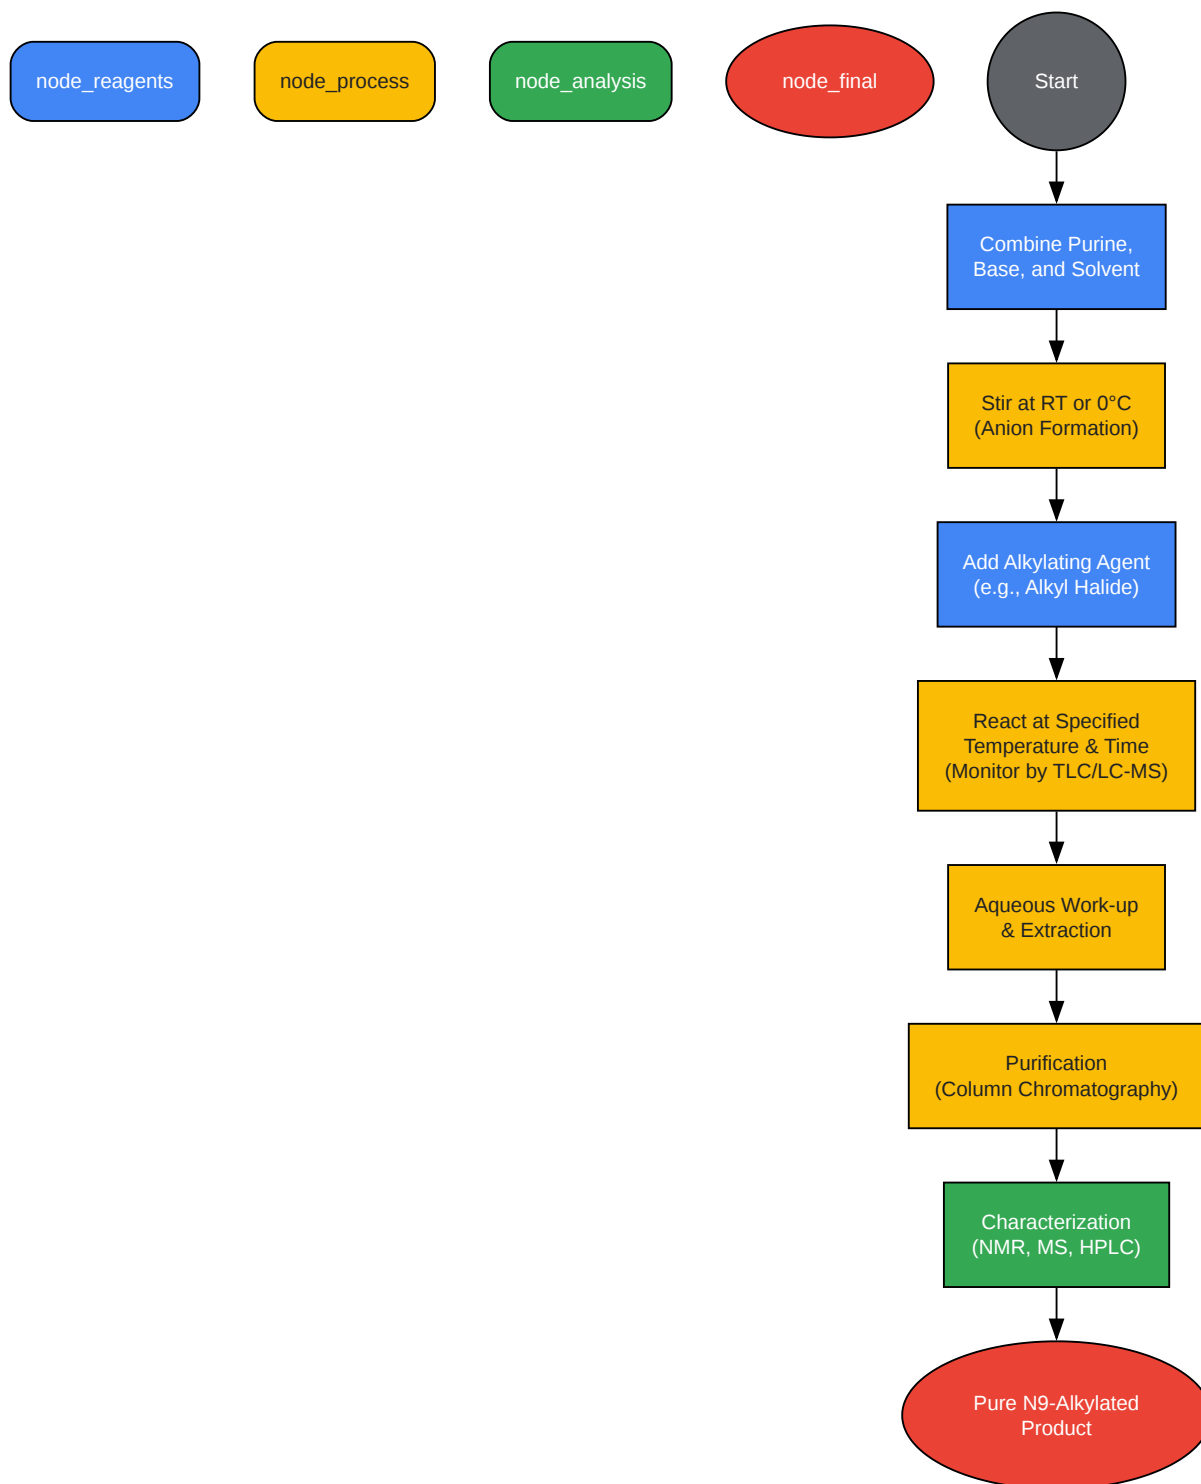 node_reagents
node_process
node_analysis
node_final
Start
Combine Purine,
Base, and Solvent
Stir at RT or 0°C
(Anion Formation)
Add Alkylating Agent
(e.g., Alkyl Halide)
React at Specified
Temperature & Time
(Monitor by TLC/LC-MS)
Aqueous Work-up
& Extraction
Purification
(Column Chromatography)
Characterization
(NMR, MS, HPLC)
Pure N9-Alkylated
Product